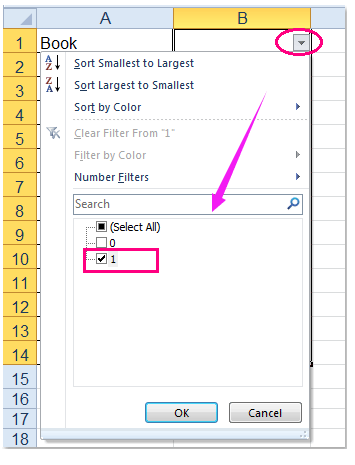 A B
1 Book
2 Sort Smallest to Largest
3 Sort Largest to Smallest
4 Sort by Color
5 Clear Filter From "1"
6 Filter by Color
7 Number Filters
8 Search
9 (Select All)
0
10 1
11
12
13
14
15
16 OK Cancel
17
18